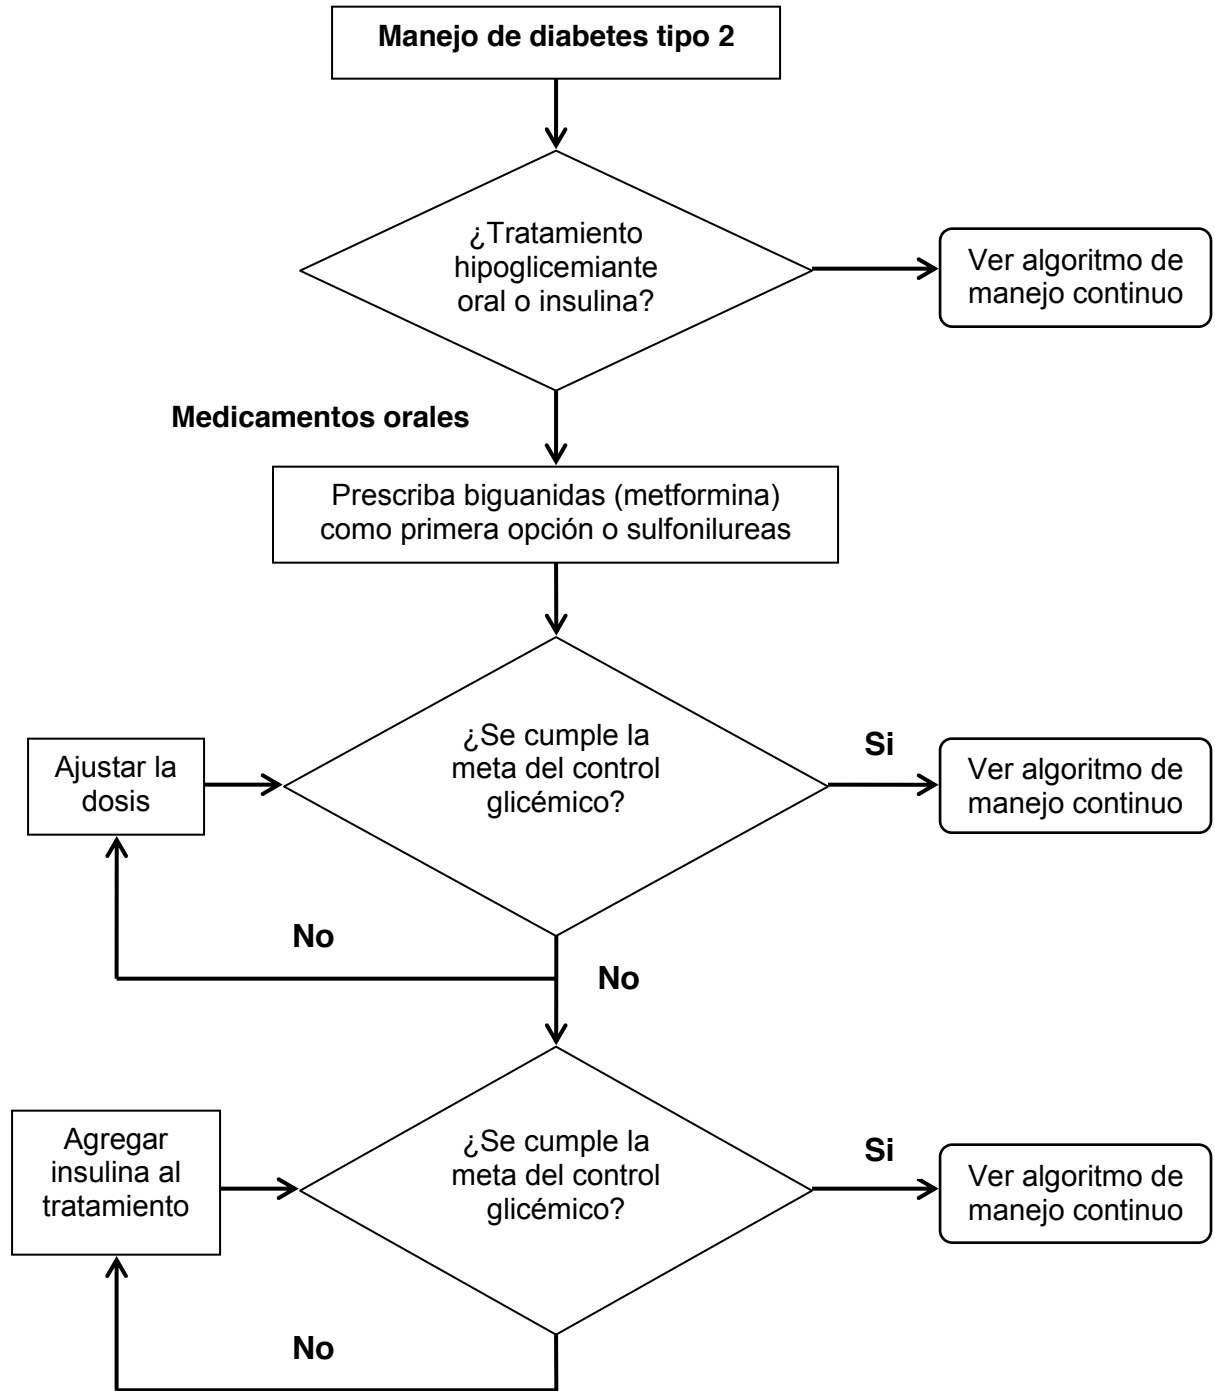 Manejo de diabetes tipo 2
¿Tratamiento
hipoglicemiante
oral o insulina?
Ver algoritmo de
manejo continuo
Medicamentos orales
Prescriba biguanidas (metformina)
como primera opción o sulfonilureas
¿Se cumple la
meta del control
glicémico?
Si
Ver algoritmo de
manejo continuo
Ajustar la
dosis
No
No
¿Se cumple la
meta del control
glicémico?
Si
Ver algoritmo de
manejo continuo
Agregar
insulina al
tratamiento
No